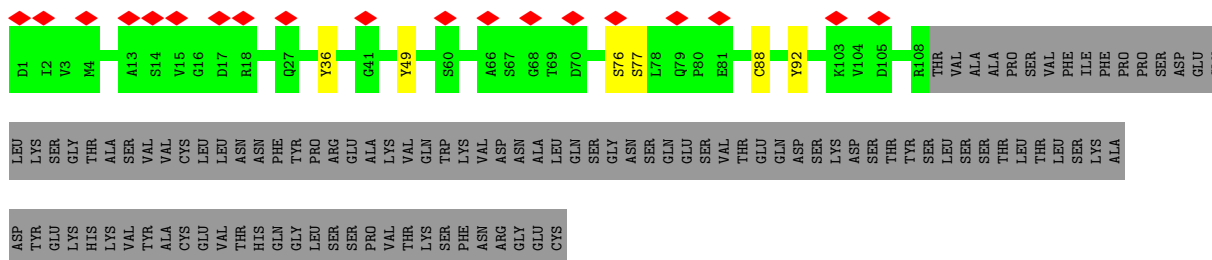 D1 I2 V3 M4 A13 S14 V15 G16 D17 R18 Q27 Y36 G41 Y49 S60 A66 S67 G68 T69 D70 S76 S77 L78 Q79 P80 E81 C88 Y92 K103 V104 D105 R108 THR VAL ALA ALA PRO SER VAL PHE ILE PHE PRO PRO SER ASP GLU
LEU LYS SER GLY THR ALA SER VAL VAL CYS LEU LEU ASN ASN PHE TYR PRO ARG GLU ALA LYS VAL GLN TRP LYS VAL ASP ASN ALA LEU GLN SER GLY ASN SER GLN GLU SER VAL THR GLU GLN ASP SER LYS ASP SER THR TYR SER LEU SER SER THR LEU THR LEU SER LYS ALA
ASP TYR GLU LYS HIS LYS VAL TYR ALA CYS GLU VAL THR HIS GLN GLY LEU SER SER PRO VAL THR LYS SER PHE ASN ARG GLY GLU CYS